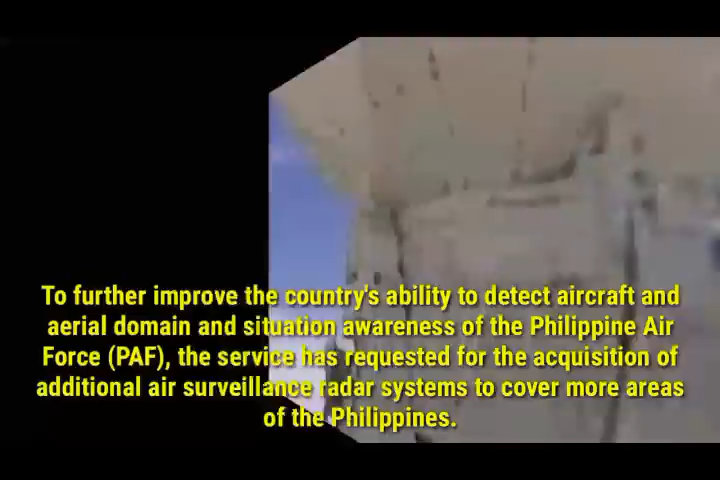 To further improve the country's ability to detect aircraft and
aerial domain and situation awareness of the Philippine Air
Force (PAF), the service has requested for the acquisition of
additional air surveillance radar systems to cover more areas
of the Philippines.